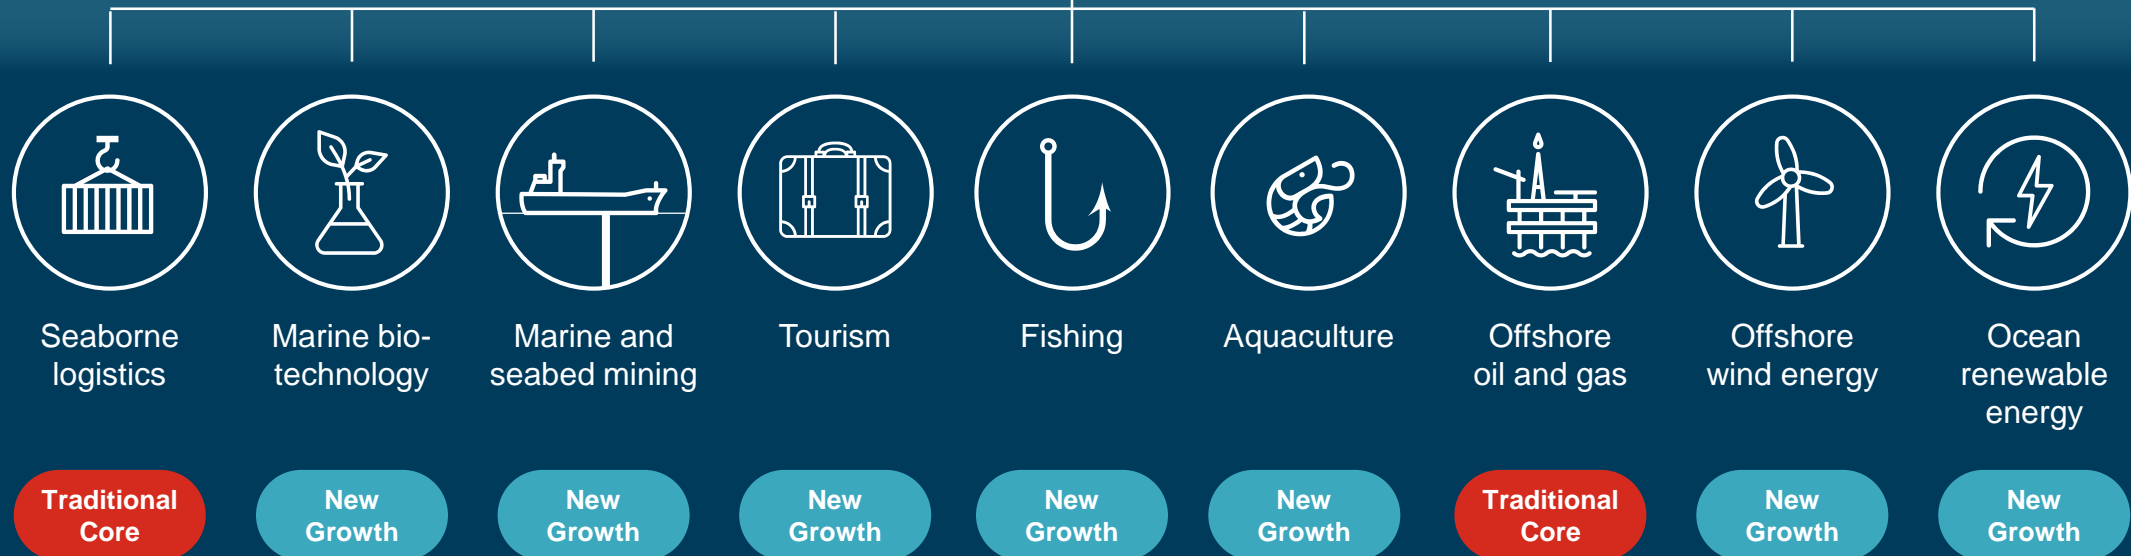 Seaborne
logistics
Marine bio-
technology
Marine and
seabed mining
Tourism
Fishing
Aquaculture
Offshore
oil and gas
Offshore
wind energy
Ocean
renewable
energy
Traditional
Core
New
Growth
New
Growth
New
Growth
New
Growth
New
Growth
Traditional
Core
New
Growth
New
Growth